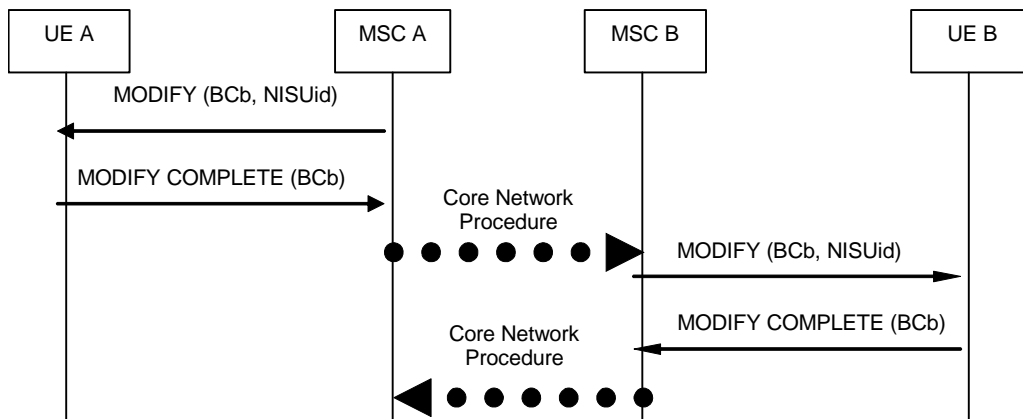 UE A
MSC A
MSC B
UE B
MODIFY (BCb, NISUid)
MODIFY COMPLETE (BCb)
Core Network
Procedure
MODIFY (BCb, NISUid)
MODIFY COMPLETE (BCb)
Core Network
Procedure